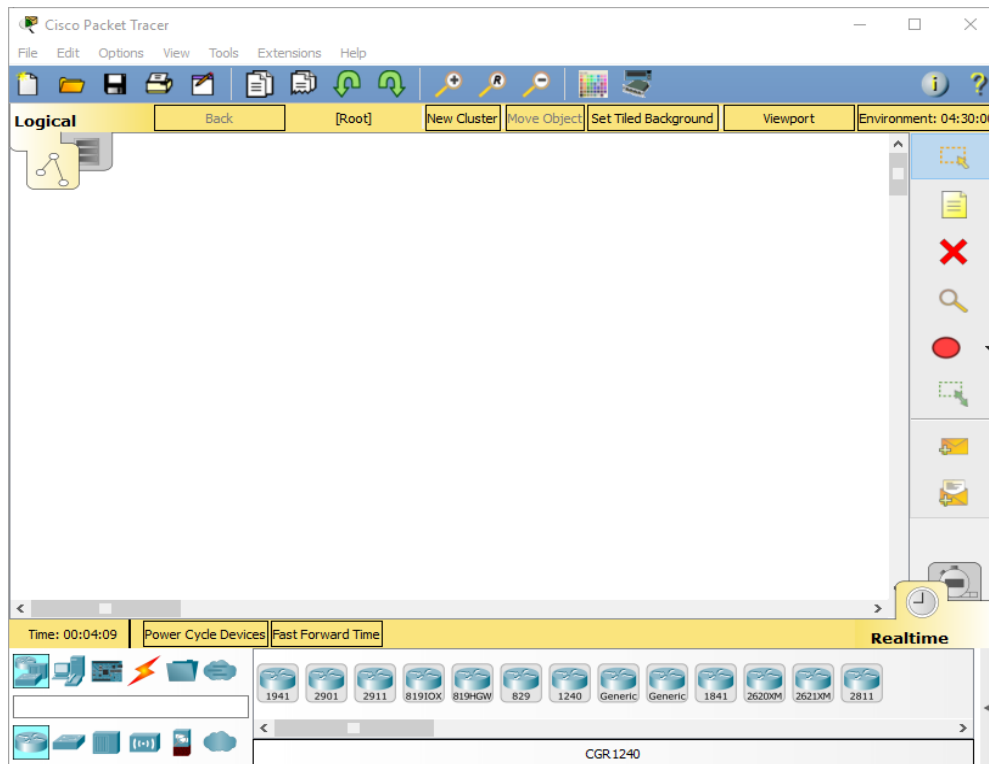 Cisco Packet Tracer
File Edit Options View Tools Extensions Help
R
i ?
Logical Back [Root] New Cluster Move Object Set Tiled Background Viewport Environment: 04:30:00
Time: 00:04:09 Power Cycle Devices Fast Forward Time Realtime
1941 2901 2911 819IOX 819HGW 829 1240 Generic Generic 1841 2620XM 2621XM 2811
CGR1240